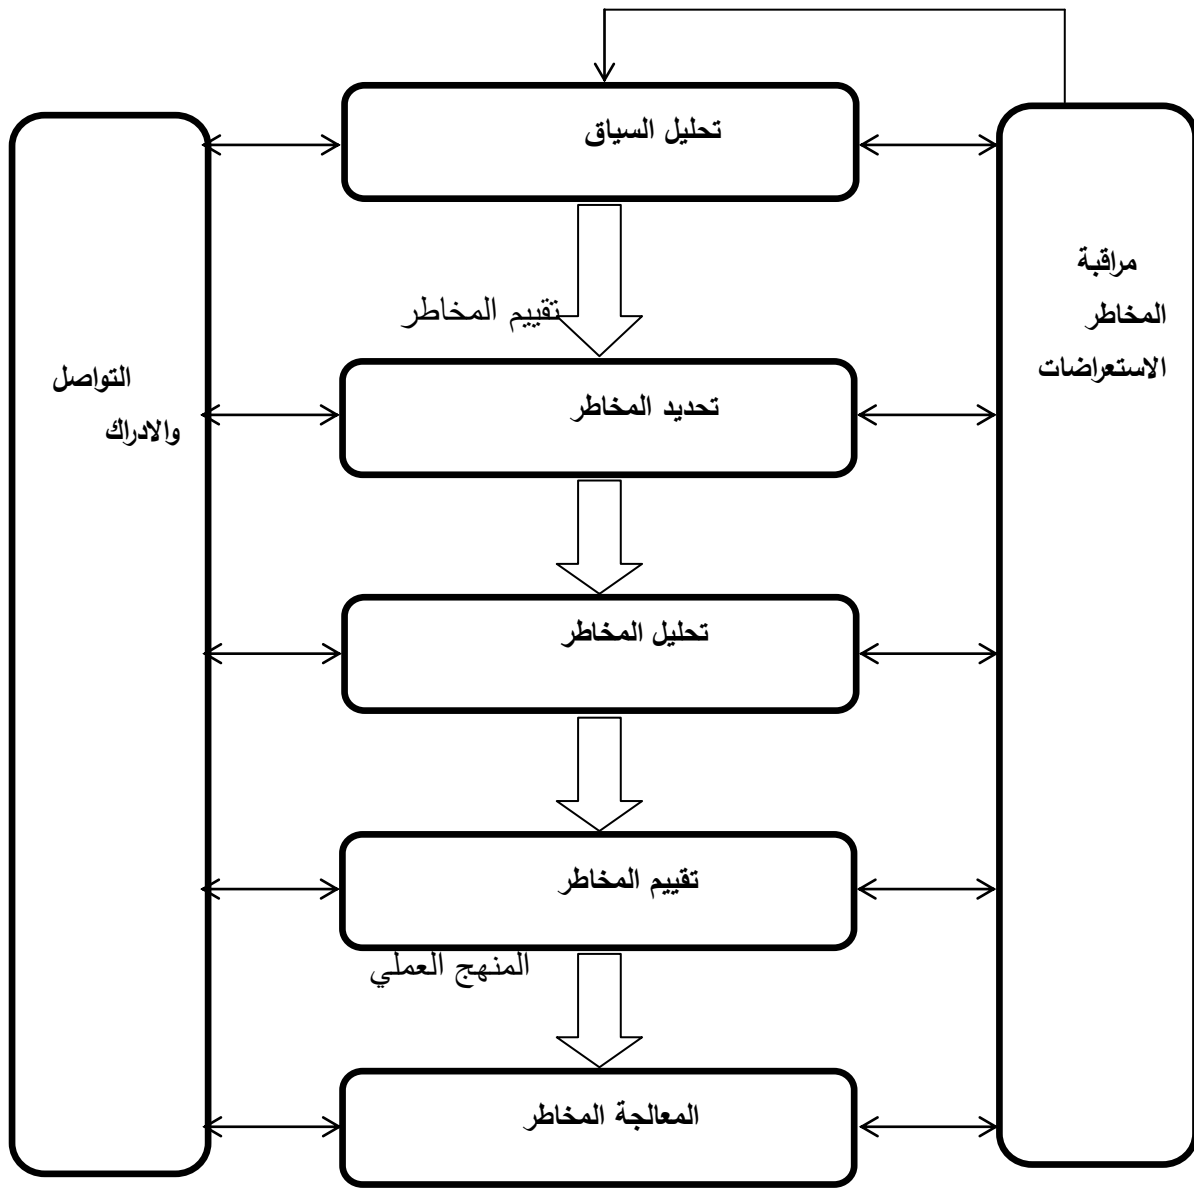 تحليل السياق
مراقبة
المخاطر
الاستعراضات
تقييم المخاطر
التواصل
والادراك
تحديد المخاطر
تحليل المخاطر
تقييم المخاطر
المنهج العملي
المعالجة المخاطر